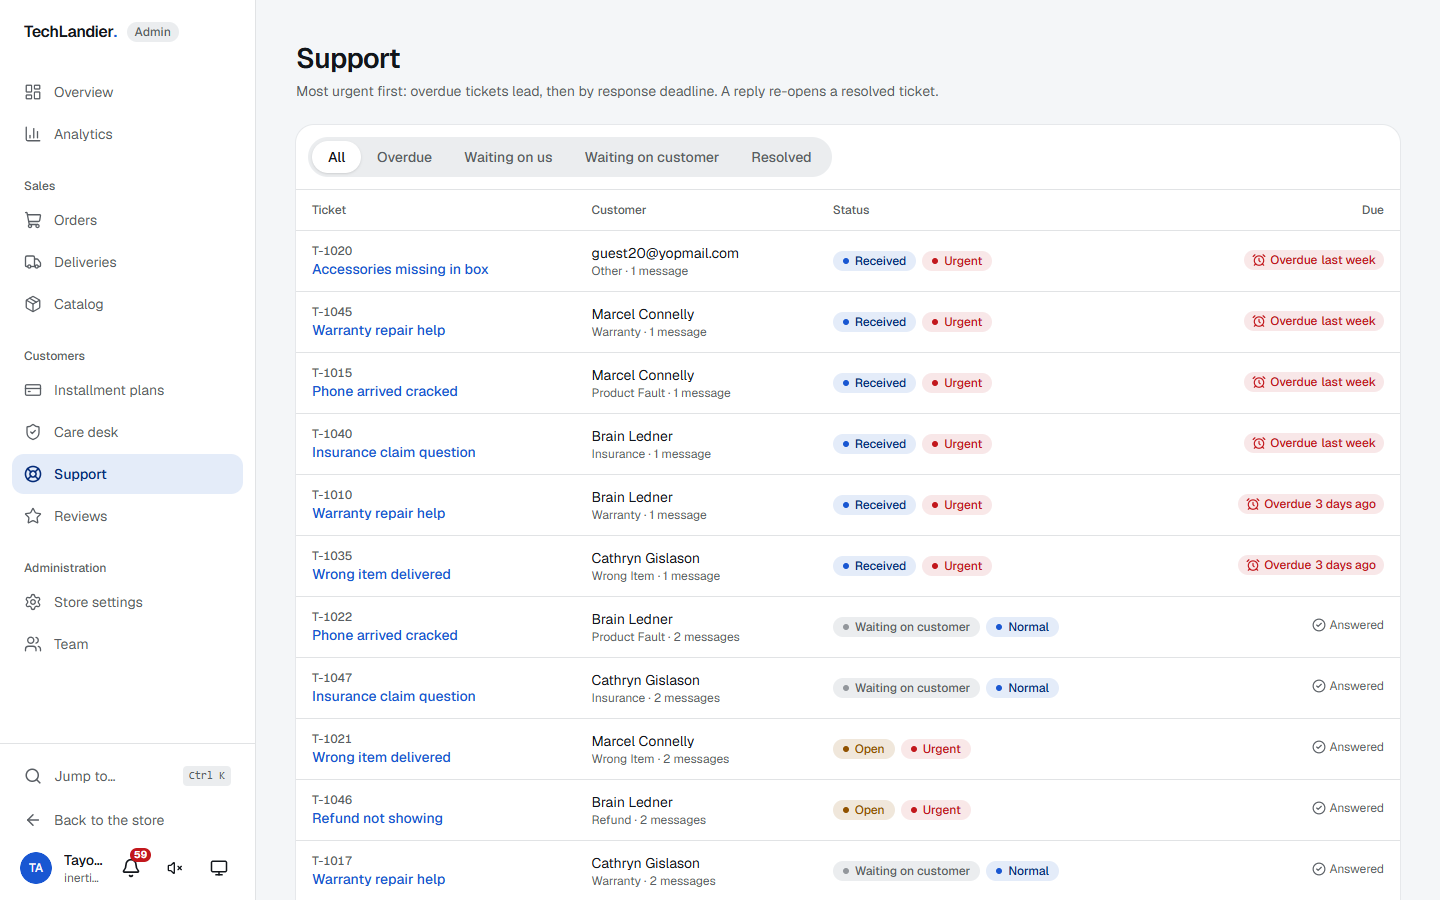 TechLandier. Admin
Overview
Analytics
Sales
Orders
Deliveries
Catalog
Customers
Installment plans
Care desk
Support
Reviews
Administration
Store settings
Team
Jump to... Ctrl K
Back to the store
TA Tayo... 59
inerti...
Support
Most urgent first: overdue tickets lead, then by response deadline. A reply re-opens a resolved ticket.
All Overdue Waiting on us Waiting on customer Resolved
Ticket Customer Status Due
T-1020
Accessories missing in box
guest20@yopmail.com
Other · 1 message
Received Urgent Overdue last week
T-1045
Warranty repair help
Marcel Connelly
Warranty · 1 message
Received Urgent Overdue last week
T-1015
Phone arrived cracked
Marcel Connelly
Product Fault · 1 message
Received Urgent Overdue last week
T-1040
Insurance claim question
Brain Ledner
Insurance · 1 message
Received Urgent Overdue last week
T-1010
Warranty repair help
Brain Ledner
Warranty · 1 message
Received Urgent Overdue 3 days ago
T-1035
Wrong item delivered
Cathryn Gislason
Wrong Item · 1 message
Received Urgent Overdue 3 days ago
T-1022
Phone arrived cracked
Brain Ledner
Product Fault · 2 messages
Waiting on customer Normal Answered
T-1047
Insurance claim question
Cathryn Gislason
Insurance · 2 messages
Waiting on customer Normal Answered
T-1021
Wrong item delivered
Marcel Connelly
Wrong Item · 2 messages
Open Urgent Answered
T-1046
Refund not showing
Brain Ledner
Refund · 2 messages
Open Urgent Answered
T-1017
Warranty repair help
Cathryn Gislason
Warranty · 2 messages
Waiting on customer Normal Answered